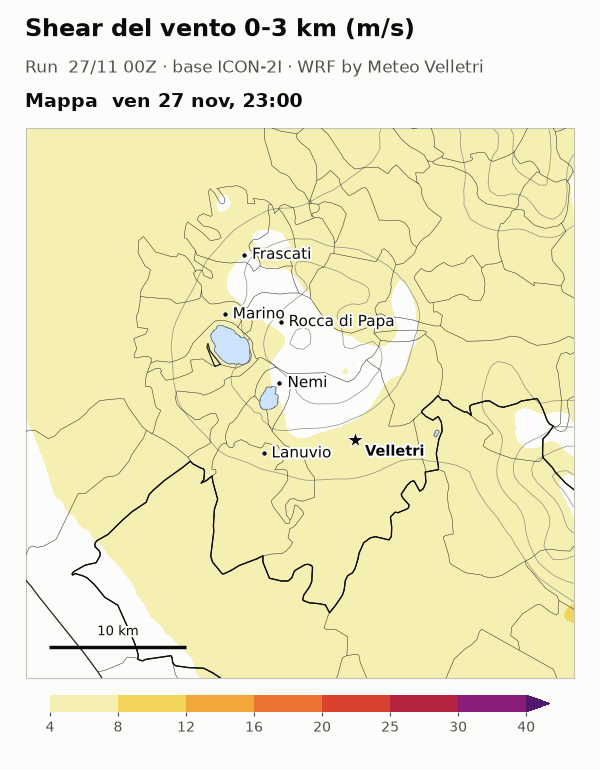 Shear del vento 0-3 km (m/s)
Run  27/11 00Z · base ICON-2I · WRF by Meteo Velletri
Mappa  ven 27 nov, 23:00
Frascati
Marino
Rocca di Papa
Nemi
Velletri
Lanuvio
10 km
4 8 12 16 20 25 30 40